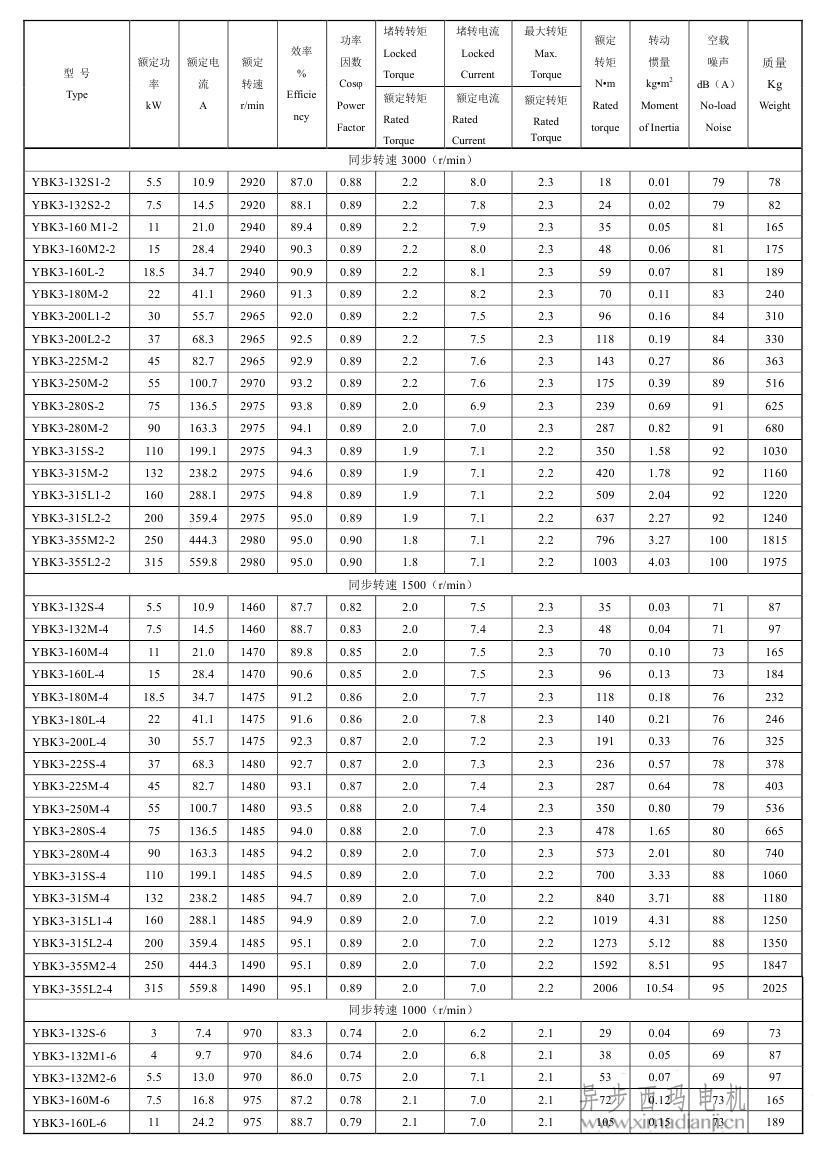 型 号 Type 额定功率 kW 额定电流 A 额定转速 r/min 效率 % Efficiency 功率因数 Cosφ Power Factor 堵转转矩 Locked Torque 额定转矩 Rated Torque 堵转电流 Locked Current 额定电流 Rated Current 最大转矩 Max. Torque 额定转矩 Rated Torque 额定转矩 N•m Rated torque 转动惯量 kg•m² Moment of Inertia 空载噪声 dB（A） No-load Noise 质量 Kg Weight
同步转速 3000（r/min）
YBK3-132S1-2 5.5 10.9 2920 87.0 0.88 2.2 8.0 2.3 18 0.01 79 78
YBK3-132S2-2 7.5 14.5 2920 88.1 0.89 2.2 7.8 2.3 24 0.02 79 82
YBK3-160 M1-2 11 21.0 2940 89.4 0.89 2.2 7.9 2.3 35 0.05 81 165
YBK3-160M2-2 15 28.4 2940 90.3 0.89 2.2 8.0 2.3 48 0.06 81 175
YBK3-160L-2 18.5 34.7 2940 90.9 0.89 2.2 8.1 2.3 59 0.07 81 189
YBK3-180M-2 22 41.1 2960 91.3 0.89 2.2 8.2 2.3 70 0.11 83 240
YBK3-200L1-2 30 55.7 2965 92.0 0.89 2.2 7.5 2.3 96 0.16 84 310
YBK3-200L2-2 37 68.3 2965 92.5 0.89 2.2 7.5 2.3 118 0.19 84 330
YBK3-225M-2 45 82.7 2965 92.9 0.89 2.2 7.6 2.3 143 0.27 86 363
YBK3-250M-2 55 100.7 2970 93.2 0.89 2.2 7.6 2.3 175 0.39 89 516
YBK3-280S-2 75 136.5 2975 93.8 0.89 2.0 6.9 2.3 239 0.69 91 625
YBK3-280M-2 90 163.3 2975 94.1 0.89 2.0 7.0 2.3 287 0.82 91 680
YBK3-315S-2 110 199.1 2975 94.3 0.89 1.9 7.1 2.2 350 1.58 92 1030
YBK3-315M-2 132 238.2 2975 94.6 0.89 1.9 7.1 2.2 420 1.78 92 1160
YBK3-315L1-2 160 288.1 2975 94.8 0.89 1.9 7.1 2.2 509 2.04 92 1220
YBK3-315L2-2 200 359.4 2975 95.0 0.89 1.9 7.1 2.2 637 2.27 92 1240
YBK3-355M2-2 250 444.3 2980 95.0 0.90 1.8 7.1 2.2 796 3.27 100 1815
YBK3-355L2-2 315 559.8 2980 95.0 0.90 1.8 7.1 2.2 1003 4.03 100 1975
同步转速 1500（r/min）
YBK3-132S-4 5.5 10.9 1460 87.7 0.82 2.0 7.5 2.3 35 0.03 71 87
YBK3-132M-4 7.5 14.5 1460 88.7 0.83 2.0 7.4 2.3 48 0.04 71 97
YBK3-160M-4 11 21.0 1470 89.8 0.85 2.0 7.5 2.3 70 0.10 73 165
YBK3-160L-4 15 28.4 1470 90.6 0.85 2.0 7.5 2.3 96 0.13 73 184
YBK3-180M-4 18.5 34.7 1475 91.2 0.86 2.0 7.7 2.3 118 0.18 76 232
YBK3-180L-4 22 41.1 1475 91.6 0.86 2.0 7.8 2.3 140 0.21 76 246
YBK3-200L-4 30 55.7 1475 92.3 0.87 2.0 7.2 2.3 191 0.33 76 325
YBK3-225S-4 37 68.3 1480 92.7 0.87 2.0 7.3 2.3 236 0.57 78 378
YBK3-225M-4 45 82.7 1480 93.1 0.87 2.0 7.4 2.3 287 0.64 78 403
YBK3-250M-4 55 100.7 1480 93.5 0.88 2.0 7.4 2.3 350 0.80 79 536
YBK3-280S-4 75 136.5 1485 94.0 0.88 2.0 7.0 2.3 478 1.65 80 665
YBK3-280M-4 90 163.3 1485 94.2 0.89 2.0 7.0 2.3 573 2.01 80 740
YBK3-315S-4 110 199.1 1485 94.5 0.89 2.0 7.0 2.2 700 3.33 88 1060
YBK3-315M-4 132 238.2 1485 94.7 0.89 2.0 7.0 2.2 840 3.71 88 1180
YBK3-315L1-4 160 288.1 1485 94.9 0.89 2.0 7.0 2.2 1019 4.31 88 1250
YBK3-315L2-4 200 359.4 1485 95.1 0.89 2.0 7.0 2.2 1273 5.12 88 1350
YBK3-355M2-4 250 444.3 1490 95.1 0.89 2.0 7.0 2.2 1592 8.51 95 1847
YBK3-355L2-4 315 559.8 1490 95.1 0.89 2.0 7.0 2.2 2006 10.54 95 2025
同步转速 1000（r/min）
YBK3-132S-6 3 7.4 970 83.3 0.74 2.0 6.2 2.1 29 0.04 69 73
YBK3-132M1-6 4 9.7 970 84.6 0.74 2.0 6.8 2.1 38 0.05 69 87
YBK3-132M2-6 5.5 13.0 970 86.0 0.75 2.0 7.1 2.1 53 0.07 69 97
YBK3-160M-6 7.5 16.8 975 87.2 0.78 2.1 7.0 2.1 72 0.12 73 165
YBK3-160L-6 11 24.2 975 88.7 0.79 2.1 7.0 2.1 105 0.15 73 189
异步西玛电机
www.ximadianji.cn